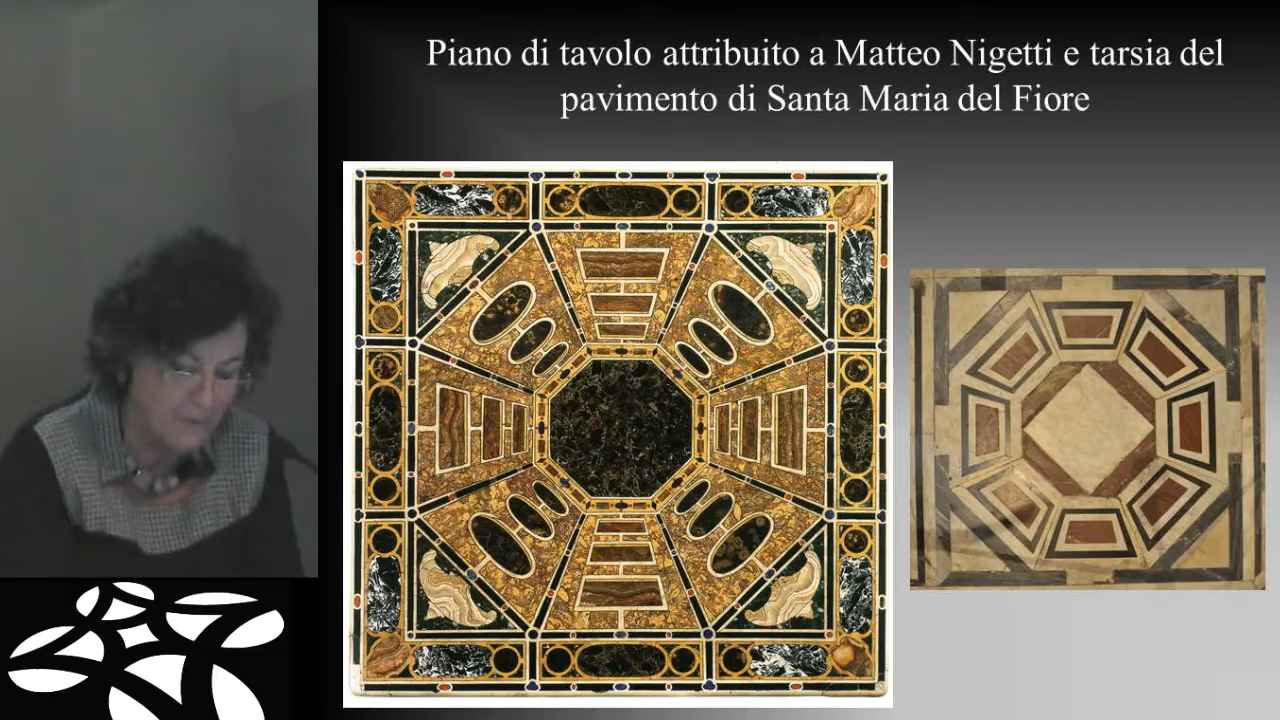 Piano di tavolo attribuito a Matteo Nigetti e tarsia del
pavimento di Santa Maria del Fiore